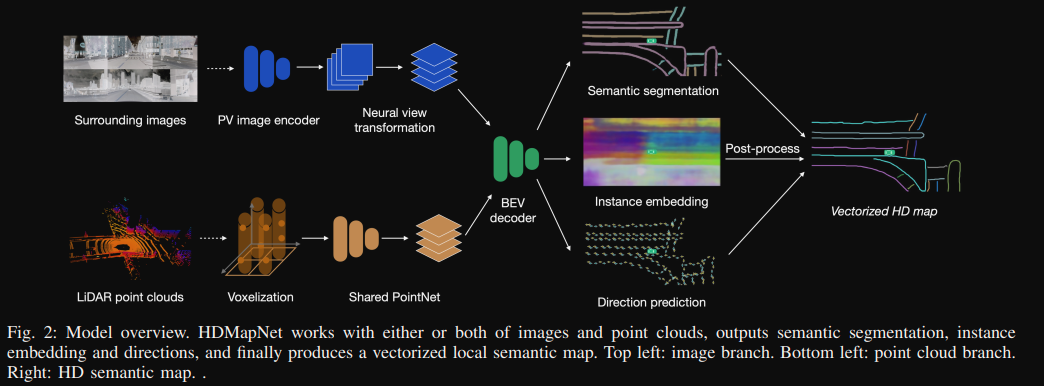 Surrounding images
PV image encoder
Neural view
transformation
Semantic segmentation
BEV
decoder
Instance embedding
Post-process
Vectorized HD map
LiDAR point clouds
Voxelization
Shared PointNet
Direction prediction
Fig. 2: Model overview. HDMapNet works with either or both of images and point clouds, outputs semantic segmentation, instance
embedding and directions, and finally produces a vectorized local semantic map. Top left: image branch. Bottom left: point cloud branch.
Right: HD semantic map. .